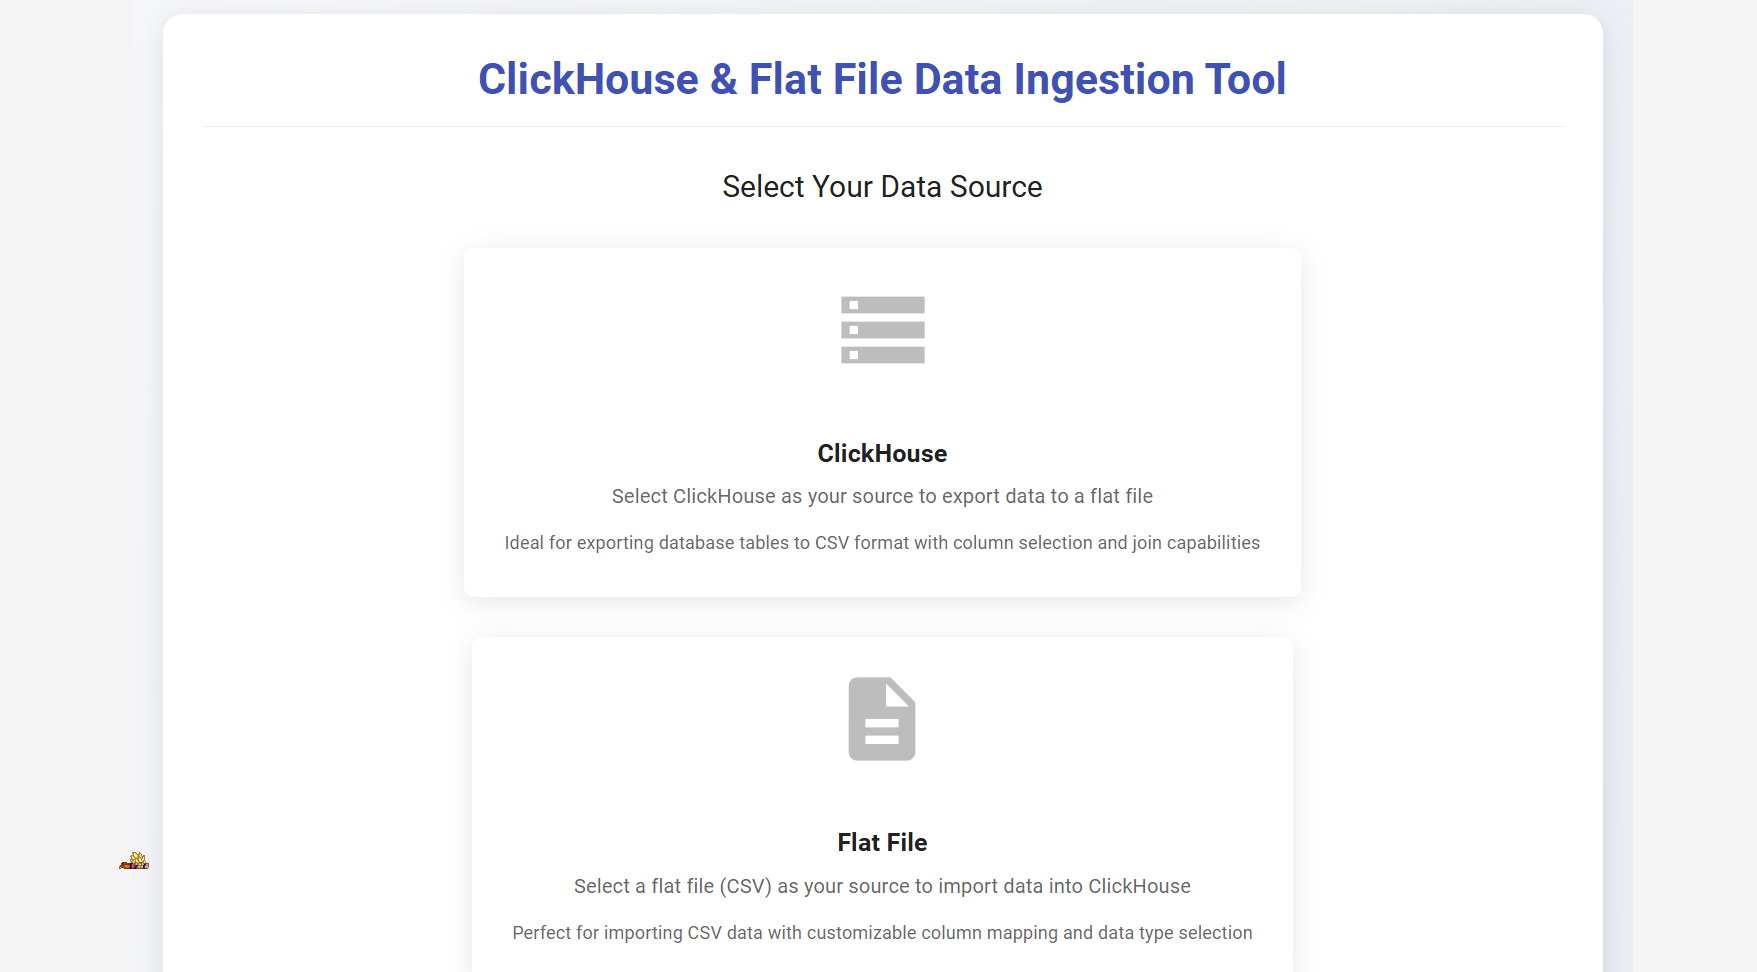 ClickHouse & Flat File Data Ingestion Tool
Select Your Data Source
ClickHouse
Select ClickHouse as your source to export data to a flat file
Ideal for exporting database tables to CSV format with column selection and join capabilities
Flat File
Select a flat file (CSV) as your source to import data into ClickHouse
Perfect for importing CSV data with customizable column mapping and data type selection